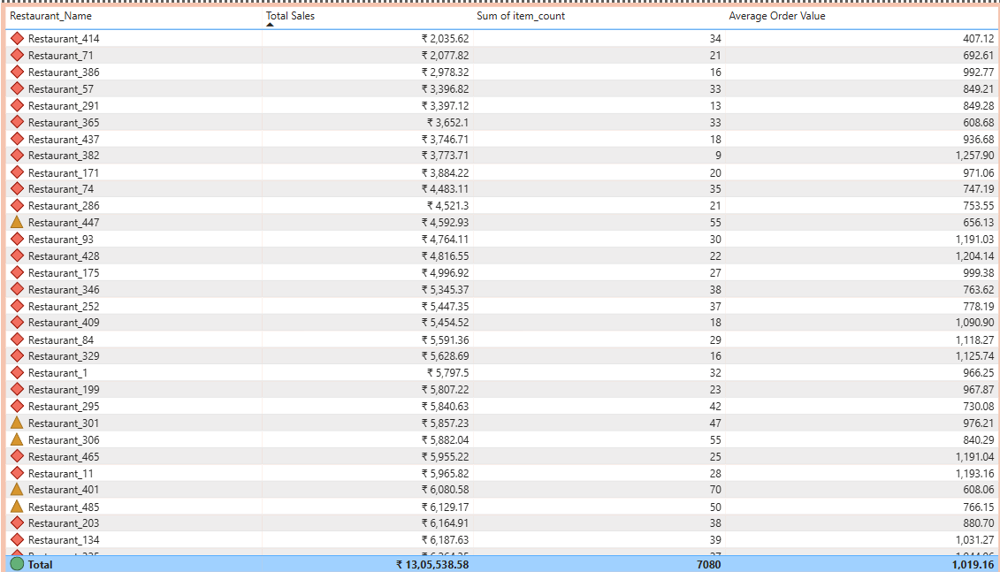 Restaurant_Name Total Sales Sum of item_count Average Order Value
Restaurant_414 ₹ 2,035.62 34 407.12
Restaurant_71 ₹ 2,077.82 21 692.61
Restaurant_386 ₹ 2,978.32 16 992.77
Restaurant_57 ₹ 3,396.82 33 849.21
Restaurant_291 ₹ 3,397.12 13 849.28
Restaurant_365 ₹ 3,652.1 33 608.68
Restaurant_437 ₹ 3,746.71 18 936.68
Restaurant_382 ₹ 3,773.71 9 1,257.90
Restaurant_171 ₹ 3,884.22 20 971.06
Restaurant_74 ₹ 4,483.11 35 747.19
Restaurant_286 ₹ 4,521.3 21 753.55
Restaurant_447 ₹ 4,592.93 55 656.13
Restaurant_93 ₹ 4,764.11 30 1,191.03
Restaurant_428 ₹ 4,816.55 22 1,204.14
Restaurant_175 ₹ 4,996.92 27 999.38
Restaurant_346 ₹ 5,345.37 38 763.62
Restaurant_252 ₹ 5,447.35 37 778.19
Restaurant_409 ₹ 5,454.52 18 1,090.90
Restaurant_84 ₹ 5,591.36 29 1,118.27
Restaurant_329 ₹ 5,628.69 16 1,125.74
Restaurant_1 ₹ 5,797.5 32 966.25
Restaurant_199 ₹ 5,807.22 23 967.87
Restaurant_295 ₹ 5,840.63 42 730.08
Restaurant_301 ₹ 5,857.23 47 976.21
Restaurant_306 ₹ 5,882.04 55 840.29
Restaurant_465 ₹ 5,955.22 25 1,191.04
Restaurant_11 ₹ 5,965.82 28 1,193.16
Restaurant_401 ₹ 6,080.58 70 608.06
Restaurant_485 ₹ 6,129.17 50 766.15
Restaurant_203 ₹ 6,164.91 38 880.70
Restaurant_134 ₹ 6,187.63 39 1,031.27
Total ₹ 13,05,538.58 7080 1,019.16